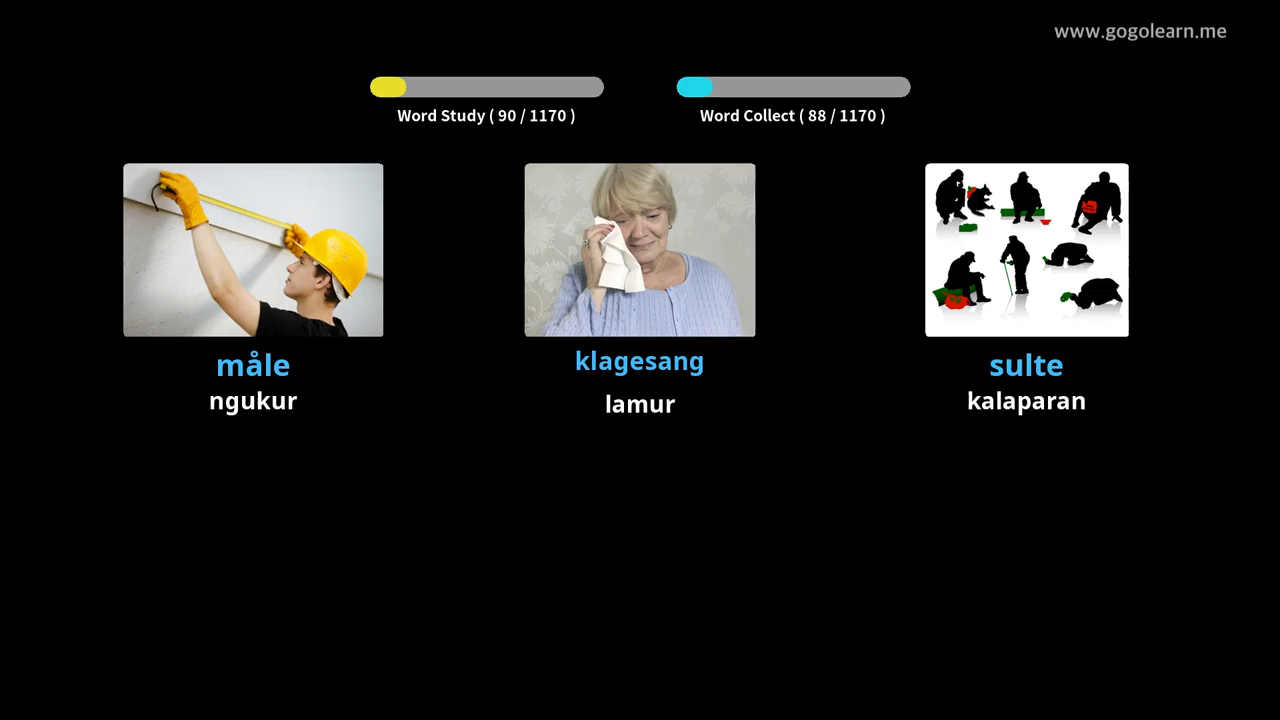 www.gogolearn.me
Word Study ( 90 / 1170 )
Word Collect ( 88 / 1170 )
måle
ngukur
klagesang
lamur
sulte
kalaparan